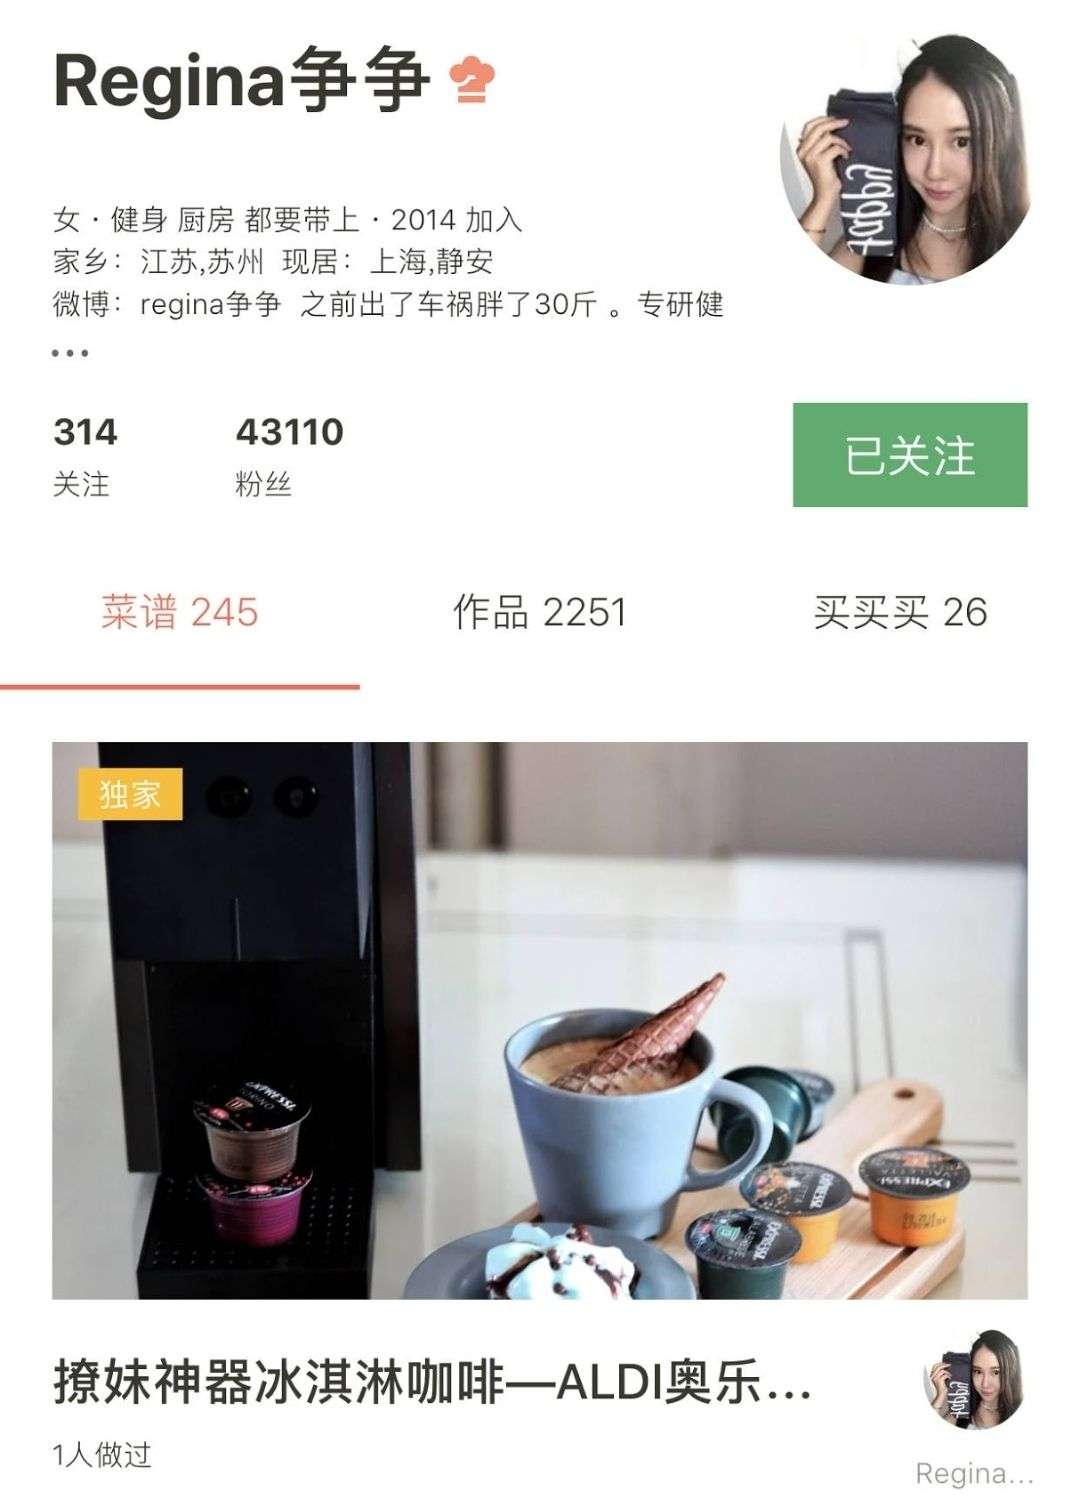 Regina争争
女 · 健身 厨房 都要带上 · 2014 加入
家乡：江苏,苏州 现居：上海,静安
微博：regina争争 之前出了车祸胖了30斤 。专研健
...
314
43110
关注
粉丝
已关注
菜谱 245
作品 2251
买买买 26
独家
EXPRESSI
EXPRESSI
撩妹神器冰淇淋咖啡—ALDI奥乐...
1人做过
Regina...